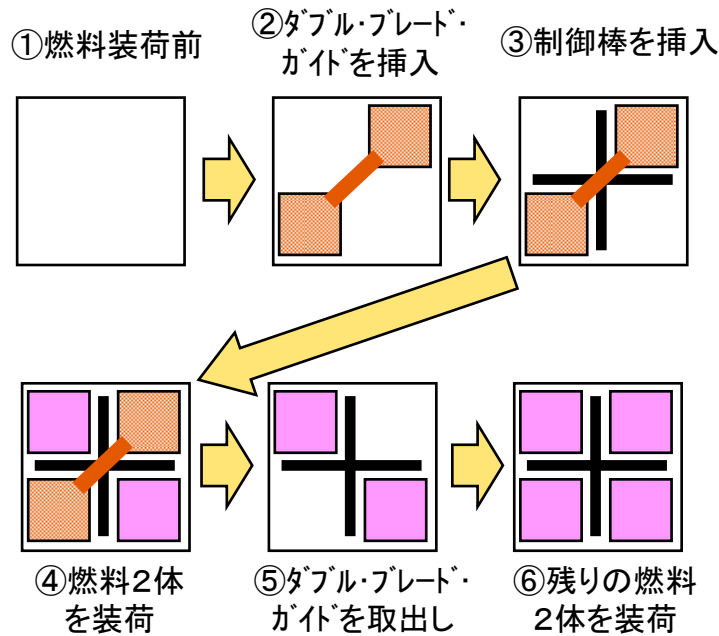 ①燃料装荷前
②ﾀﾞﾌﾞﾙ･ﾌﾞﾚｰﾄﾞ･
ｶﾞｲﾄﾞを挿入
③制御棒を挿入
④燃料２体
を装荷
⑤ﾀﾞﾌﾞﾙ･ﾌﾞﾚｰﾄﾞ･
ｶﾞｲﾄﾞを取出し
⑥残りの燃料
２体を装荷